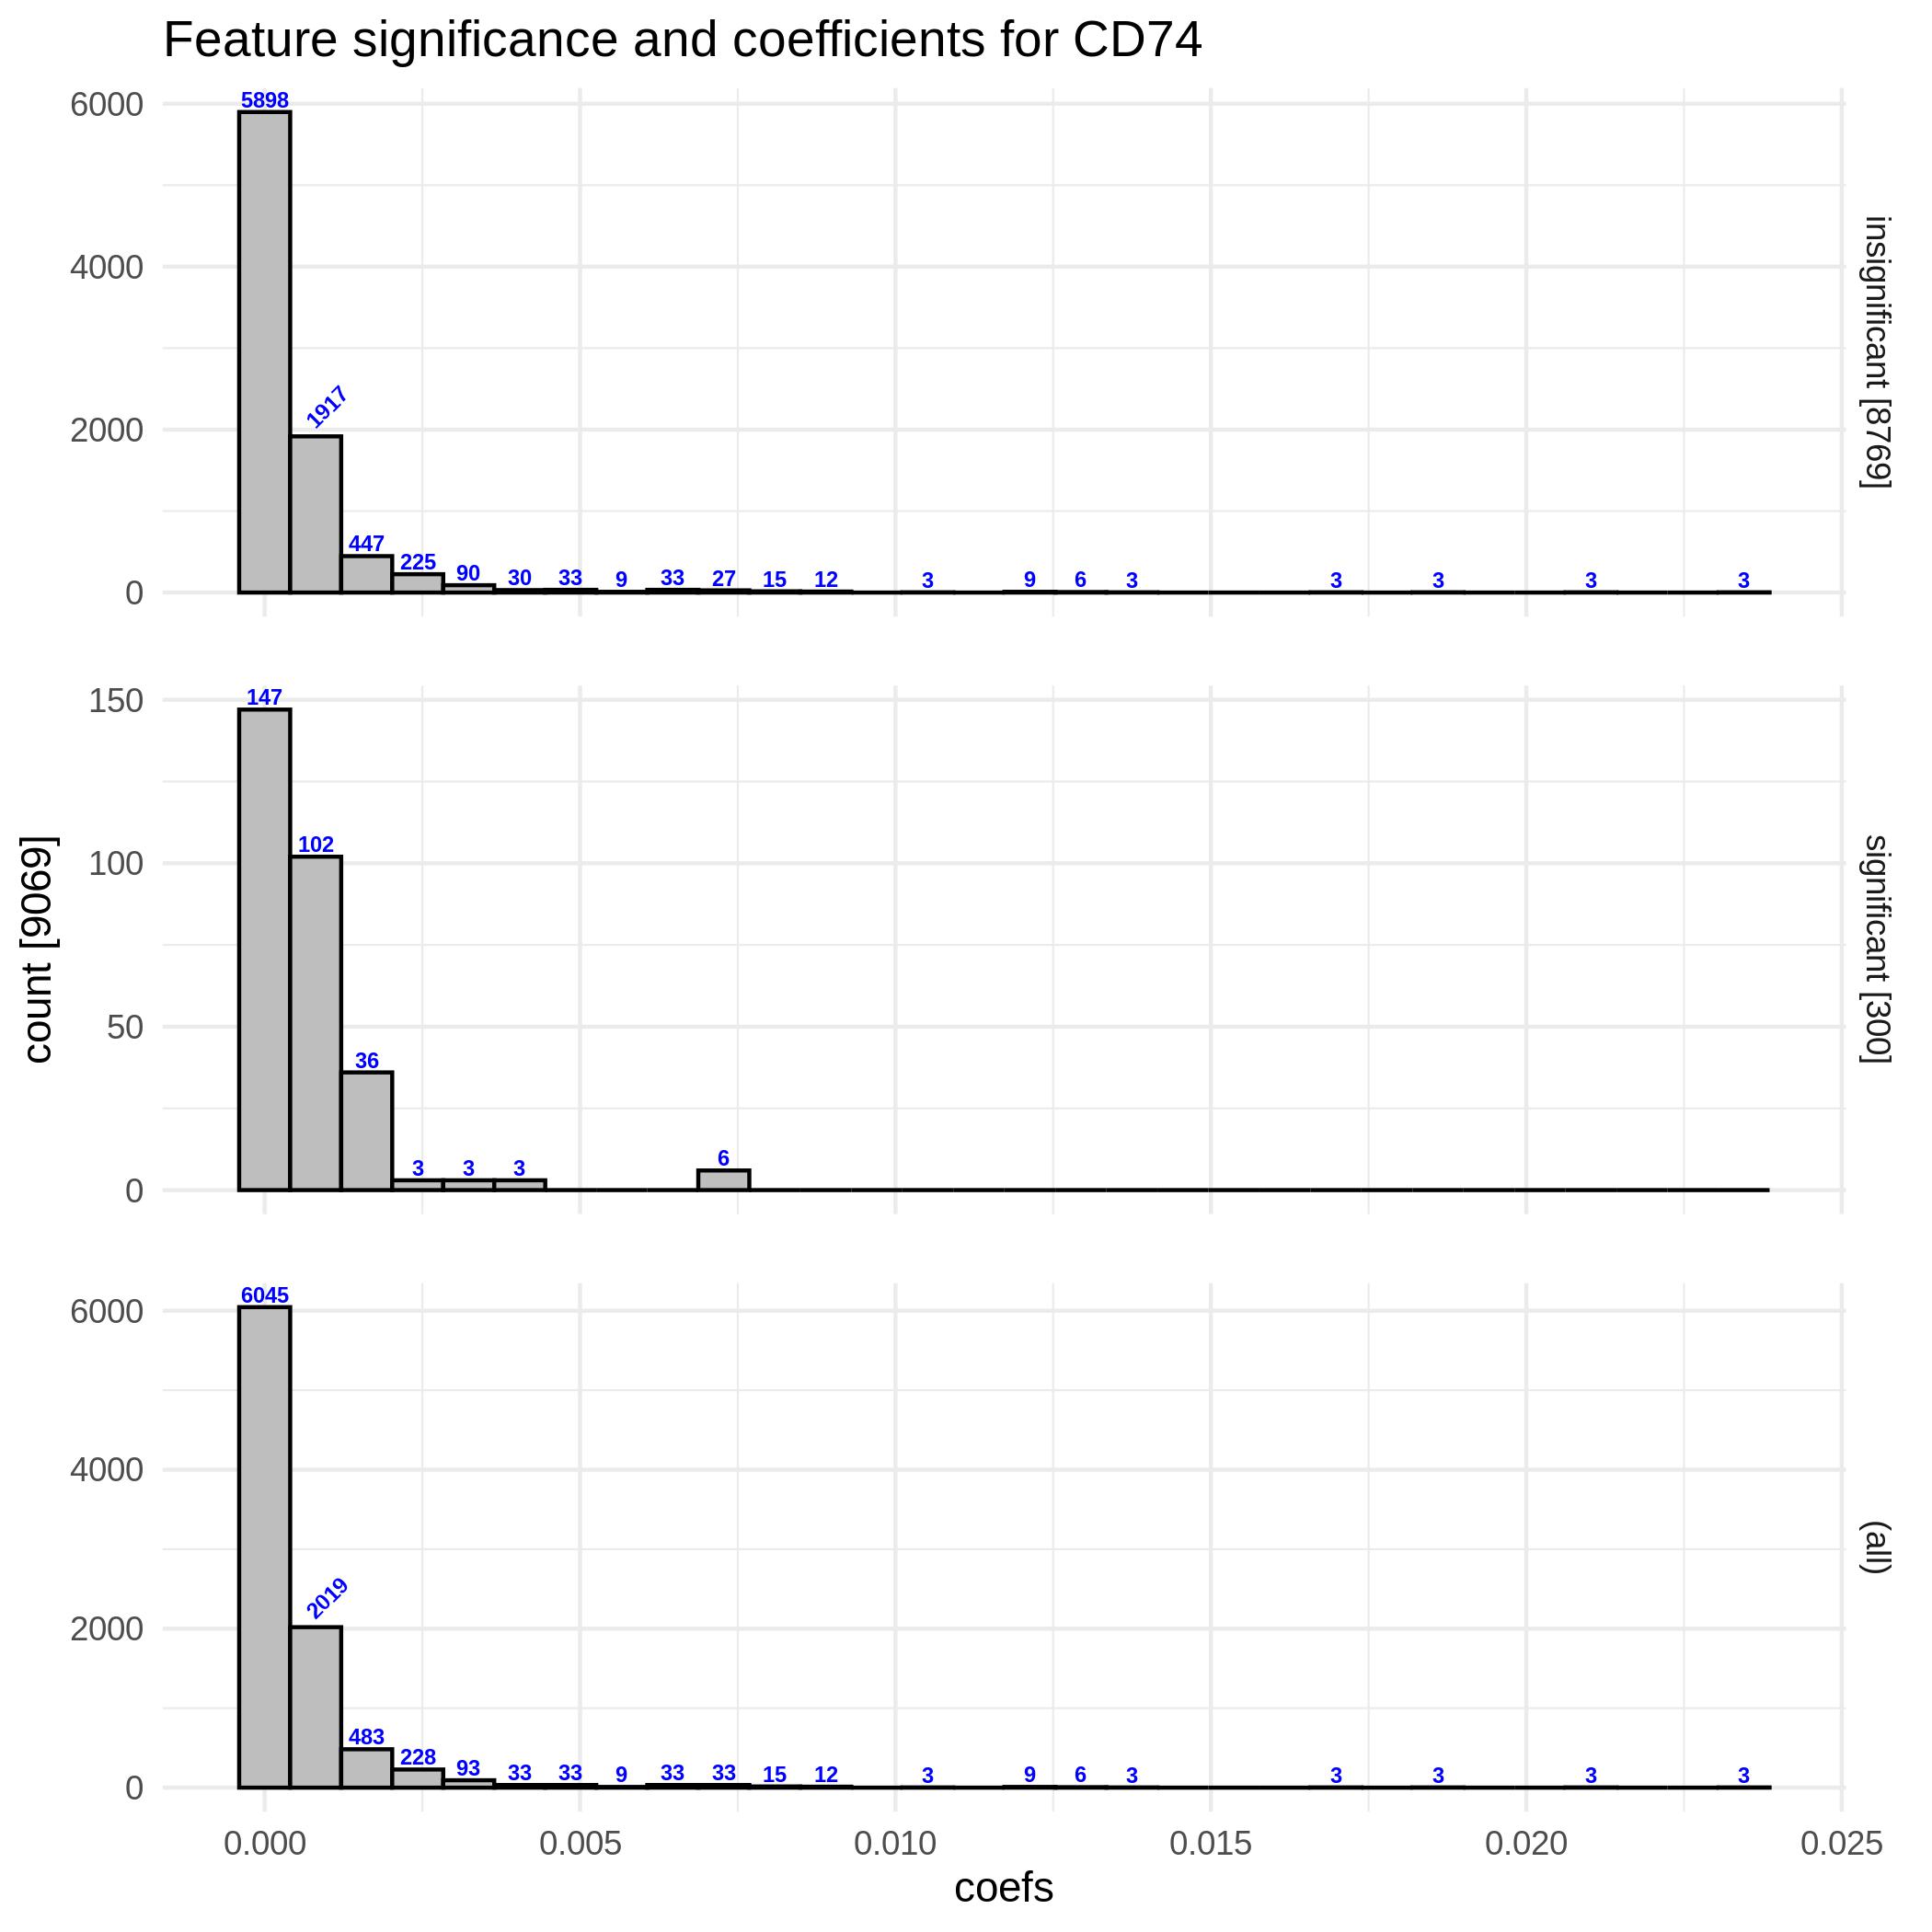 Feature significance and coefficients for CD74
6000
4000
2000
0
5898
1917
447 225 90 30 33 9 33 27 15 12 3 9 6 3 3 3 3 3
insignificant [8769]
150
100
50
0
147
102
36
3 3 3 6
significant [300]
count [9069]
6000
4000
2000
0
6045
2019
483 228 93 33 33 9 33 33 15 12 3 9 6 3 3 3 3 3
(all)
0.000 0.005 0.010 0.015 0.020 0.025
coefs